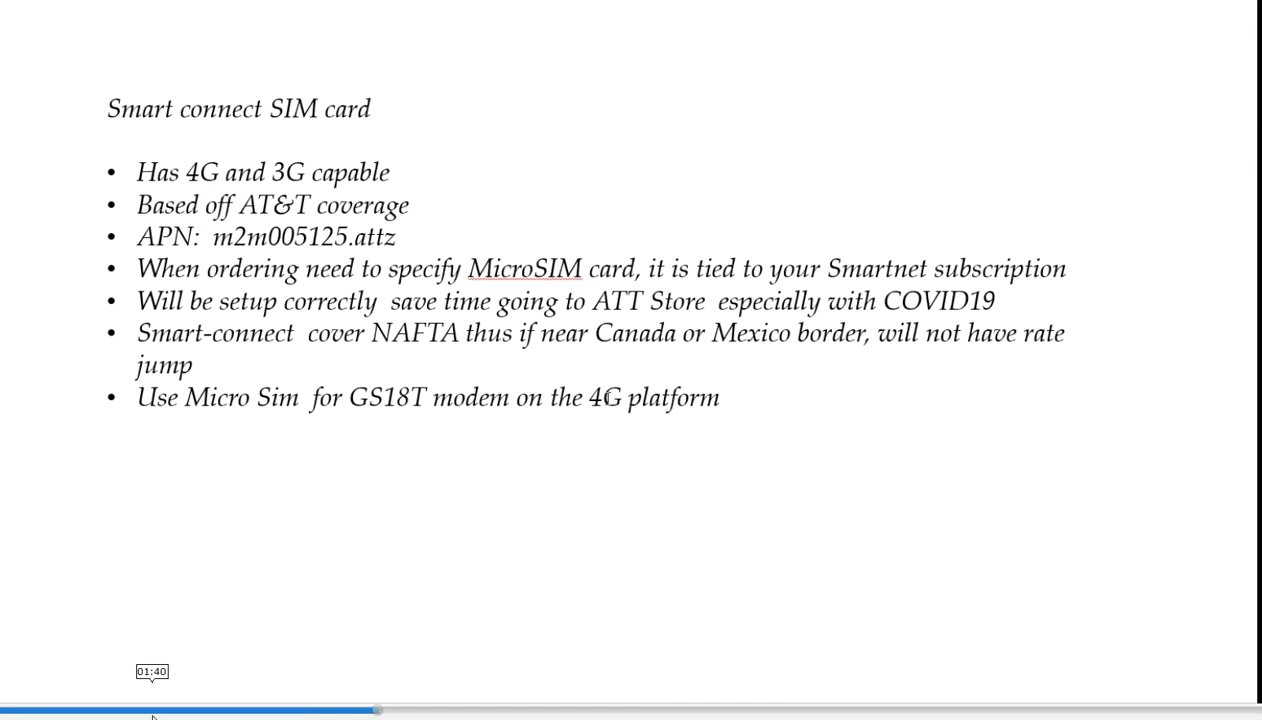 Smart connect SIM card
• Has 4G and 3G capable
• Based off AT&T coverage
• APN:  m2m005125.attz
• When ordering need to specify MicroSIM card, it is tied to your Smartnet subscription
• Will be setup correctly  save time going to ATT Store  especially with COVID19
• Smart-connect  cover NAFTA thus if near Canada or Mexico border, will not have rate
jump
• Use Micro Sim  for GS18T modem on the 4G platform
01:40